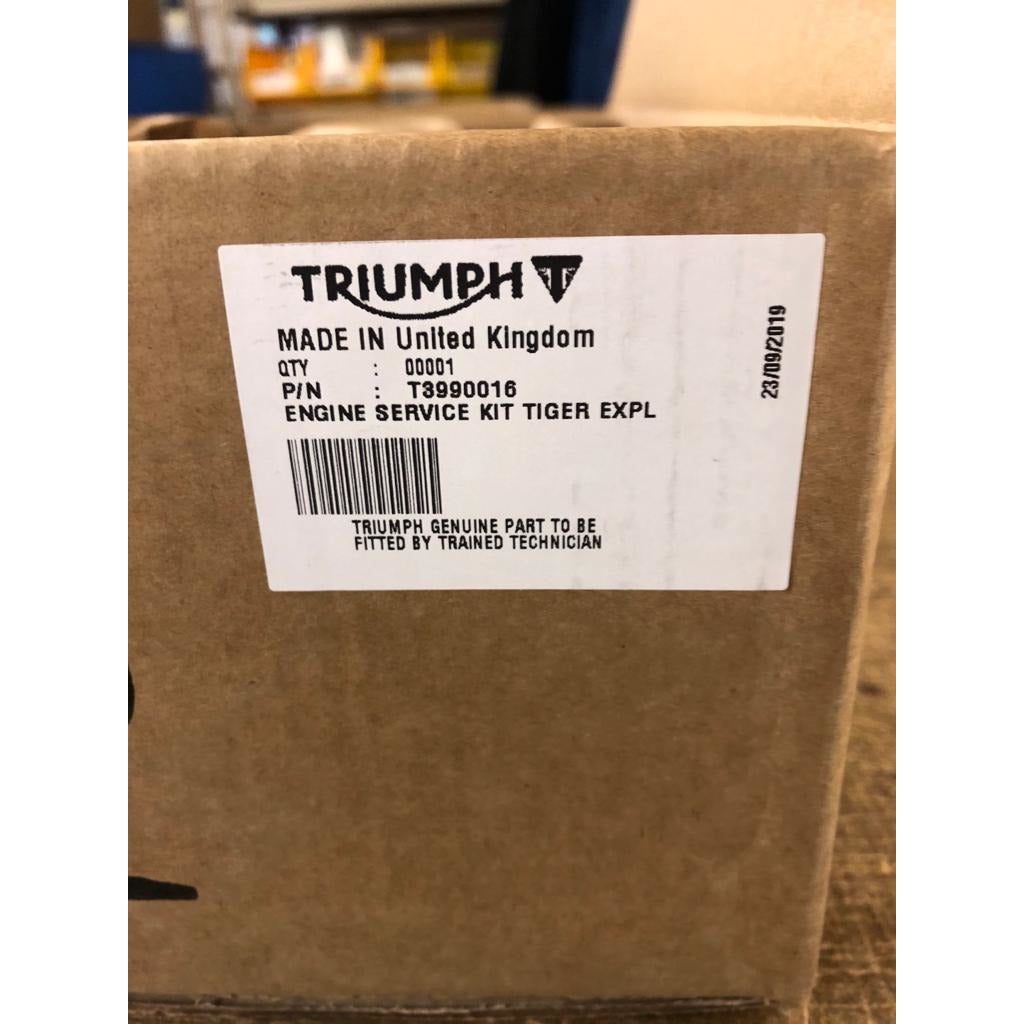 TRIUMPH
MADE IN United Kingdom
QTY : 00001
P/N : T3990016
ENGINE SERVICE KIT TIGER EXPL
TRIUMPH GENUINE PART TO BE
FITTED BY TRAINED TECHNICIAN
23/09/2019